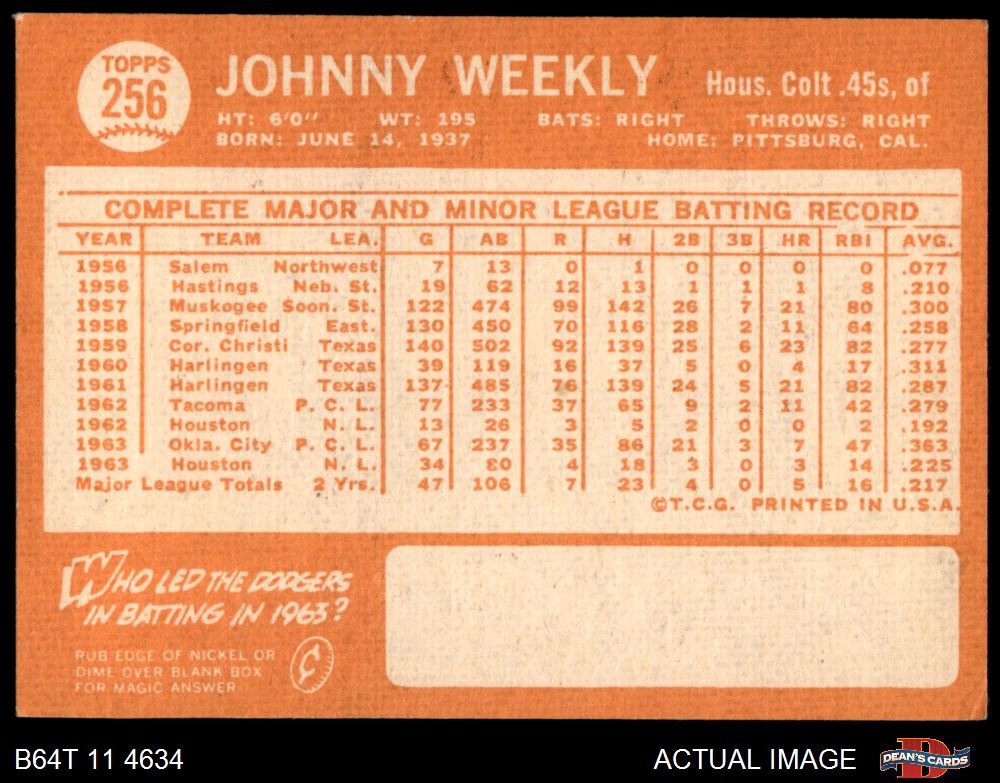 TOPPS
256
JOHNNY WEEKLY Hous. Colt .45s, of
HT: 6'0" WT: 195 BATS: RIGHT THROWS: RIGHT
BORN: JUNE 14, 1937 HOME: PITTSBURG, CAL.
COMPLETE MAJOR AND MINOR LEAGUE BATTING RECORD
YEAR TEAM LEA. G AB R H 2B 3B HR RBI AVG.
1956 Salem Northwest 7 13 0 1 0 0 0 0 .077
1956 Hastings Neb. St. 19 62 12 13 1 1 1 8 .210
1957 Muskogee Soon. St. 122 474 99 142 26 7 21 80 .300
1958 Springfield East. 130 450 70 116 28 2 11 64 .258
1959 Cor. Christi Texas 140 502 92 139 25 6 23 82 .277
1960 Harlingen Texas 39 119 16 37 5 0 4 17 .311
1961 Harlingen Texas 137 485 76 139 24 5 21 82 .287
1962 Tacoma P. C. L. 77 233 37 65 9 2 11 42 .279
1962 Houston N. L. 13 26 3 5 2 0 0 2 .192
1963 Okla. City P. C. L. 67 237 35 86 21 3 7 47 .363
1963 Houston N. L. 34 80 4 18 3 0 3 14 .225
Major League Totals 2 Yrs. 47 106 7 23 4 0 5 16 .217
©T.C.G. PRINTED IN U.S.A.
WHO LED THE DODGERS
IN BATTING IN 1963?
RUB EDGE OF NICKEL OR
DIME OVER BLANK BOX
FOR MAGIC ANSWER
¢
B64T 11 4634 ACTUAL IMAGE D DEAN'S CARDS